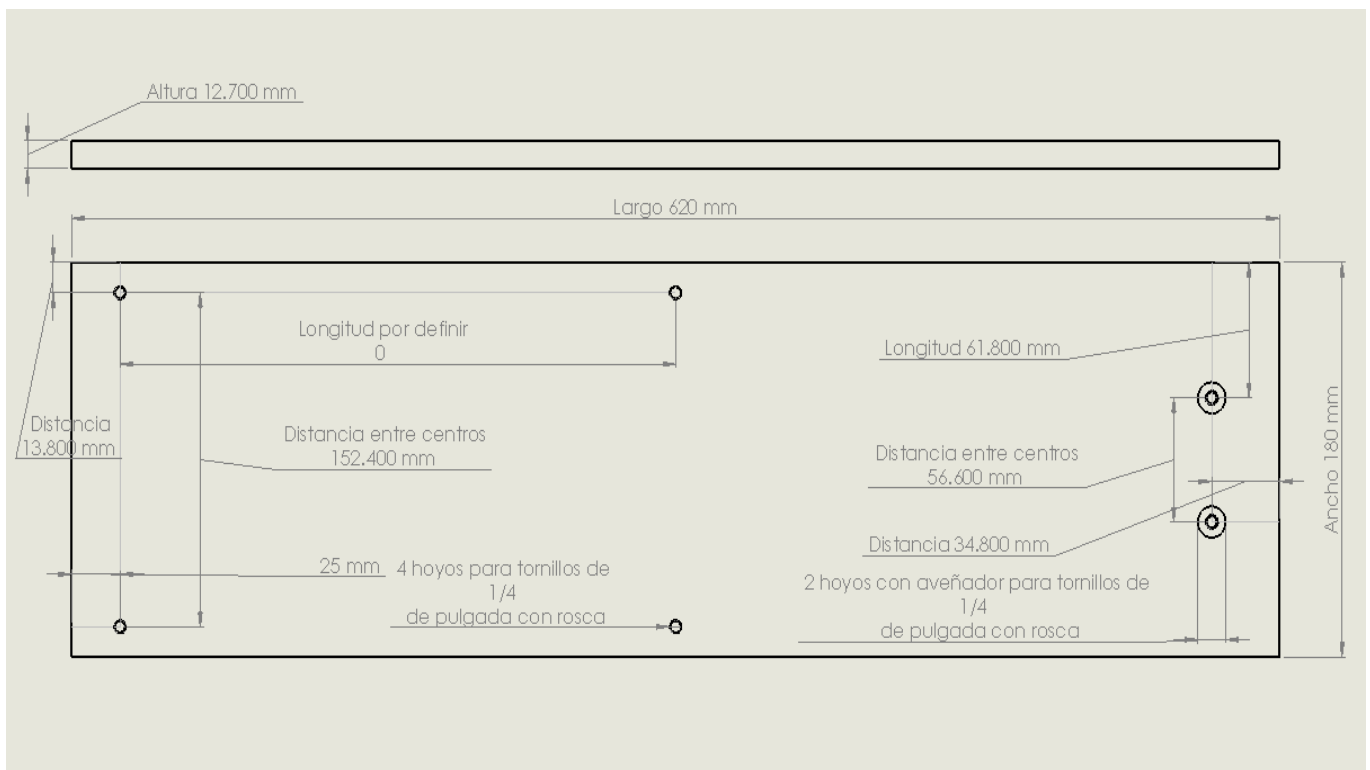 Altura 12.700 mm
Largo 620 mm
Longitud por definir
0
Longitud 61.800 mm
Distancia
13.800 mm
Distancia entre centros
152.400 mm
Distancia entre centros
56.600 mm
Ancho 180 mm
Distancia 34.800 mm
25 mm
4 hoyos para tornillos de
1/4
de pulgada con rosca
2 hoyos con aveñador para tornillos de
1/4
de pulgada con rosca